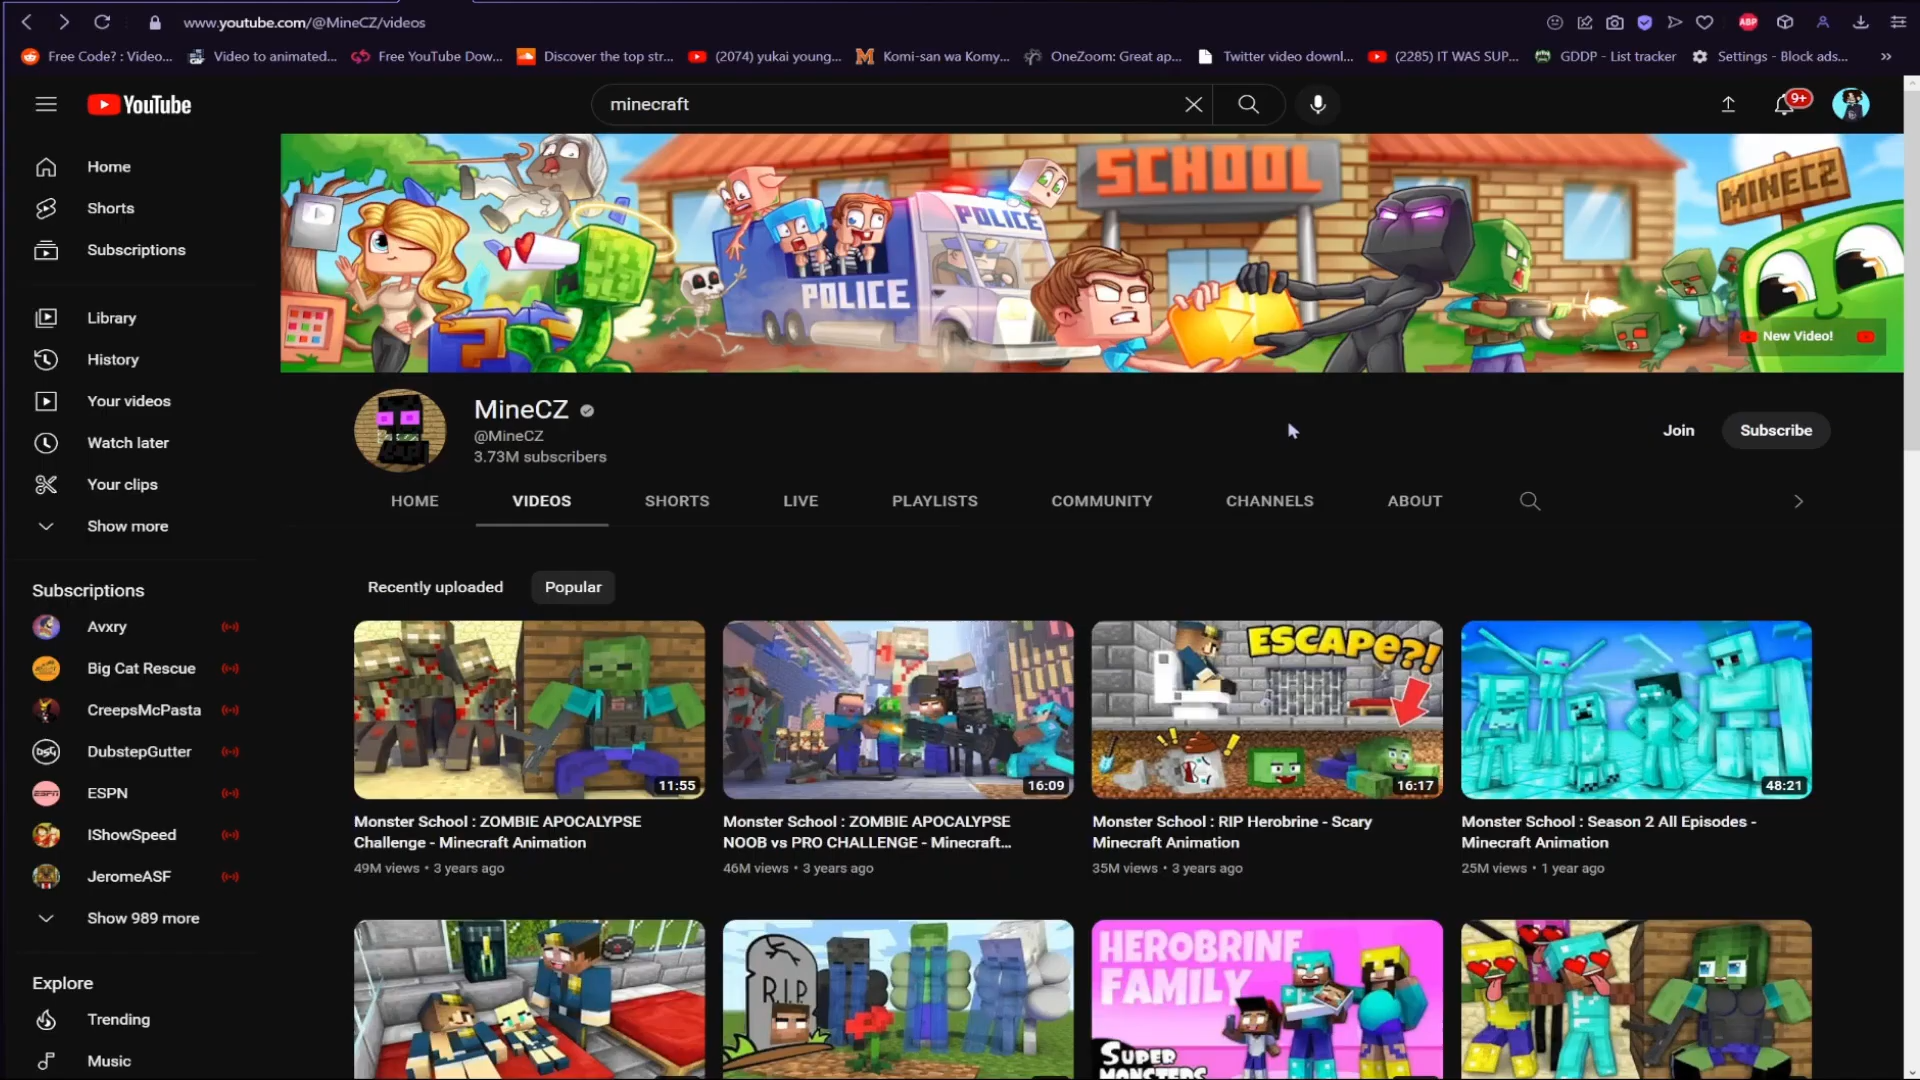 www.youtube.com/@MineCZ/videos
ABP
Free Code? : Video...
Video to animated...
Free YouTube Dow...
Discover the top str...
(2074) yukai young...
Komi-san wa Komy...
OneZoom: Great ap...
Twitter video downl...
(2285) IT WAS SUP...
GDDP - List tracker
Settings - Block ads...
YouTube
minecraft
9+
Home
Shorts
Subscriptions
Library
History
Your videos
Watch later
Your clips
Show more
Subscriptions
Avxry
Big Cat Rescue
CreepsMcPasta
DubstepGutter
ESPN
IShowSpeed
JeromeASF
Show 989 more
Explore
Trending
Music
SCHOOL
POLICE
POLICE
MINECZ
New Video!
MineCZ
@MineCZ
3.73M subscribers
Join
Subscribe
HOME
VIDEOS
SHORTS
LIVE
PLAYLISTS
COMMUNITY
CHANNELS
ABOUT
Recently uploaded
Popular
11:55
16:09
ESCAPE?!
16:17
48:21
Monster School : ZOMBIE APOCALYPSE
Challenge - Minecraft Animation
49M views • 3 years ago
Monster School : ZOMBIE APOCALYPSE
NOOB vs PRO CHALLENGE - Minecraft...
46M views • 3 years ago
Monster School : RIP Herobrine - Scary
Minecraft Animation
35M views • 3 years ago
Monster School : Season 2 All Episodes -
Minecraft Animation
25M views • 1 year ago
R.I.P
HEROBRINE
FAMILY
SUPER
MONSTERS